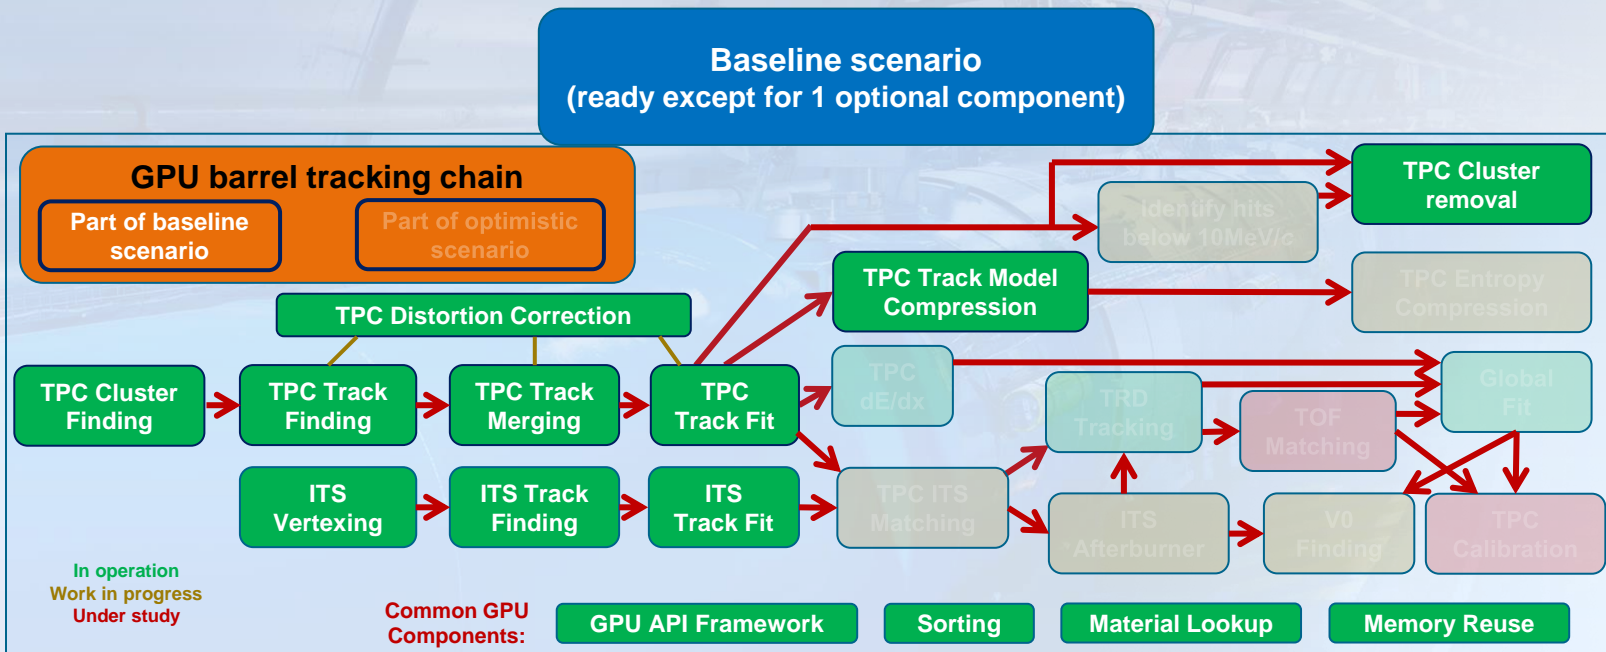 Baseline scenario
(ready except for 1 optional component)
GPU barrel tracking chain
Part of baseline
scenario
Part of optimistic
scenario
TPC Cluster
removal
Identify hits
below 10MeV/c
TPC Track Model
Compression
TPC Entropy
Compression
TPC Distortion Correction
TPC Cluster
Finding
TPC Track
Finding
TPC Track
Merging
TPC
Track Fit
TPC
dE/dx
TRD
Tracking
TOF
Matching
Global
Fit
ITS
Vertexing
ITS Track
Finding
ITS
Track Fit
TPC ITS
Matching
ITS
Afterburner
V0
Finding
TPC
Calibration
In operation
Work in progress
Under study
Common GPU
Components:
GPU API Framework
Sorting
Material Lookup
Memory Reuse